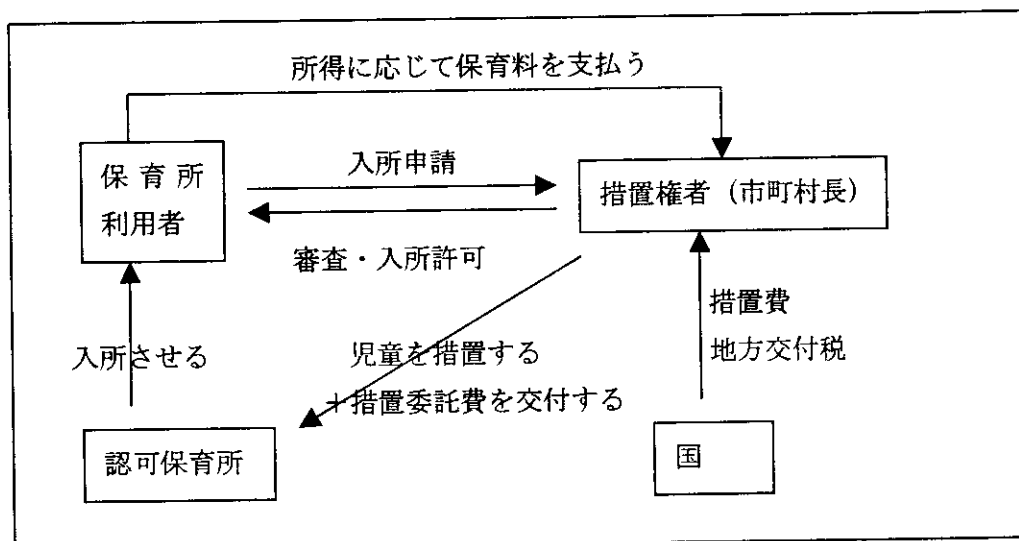 所得に応じて保育料を支払う
保育所
利用者
入所申請
措置権者（市町村長）
審査・入所許可
措置費
地方交付税
入所させる
児童を措置する
＋措置委託費を交付する
認可保育所
国